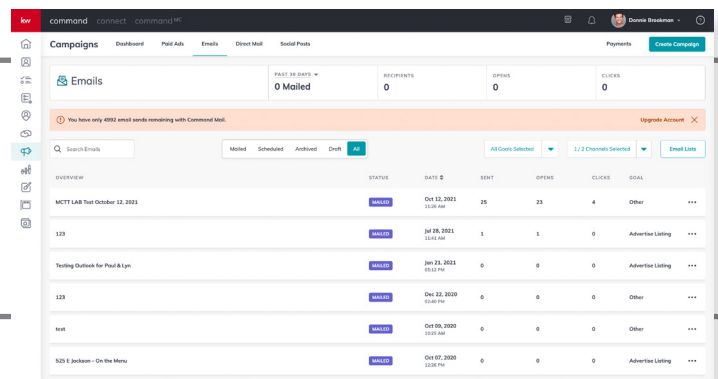 kw command connect command MC Donnie Brookman
Campaigns Dashboard Paid Ads Emails Direct Mail Social Posts Payments Create Campaign
Emails
PAST 30 DAYS
0 Mailed
RECIPIENTS
0
OPENS
0
CLICKS
0
You have only 4992 email sends remaining with Command Mail. Upgrade Account
Search Emails Mailed Scheduled Archived Draft All All Goals Selected 1 / 2 Channels Selected Email Lists
OVERVIEW STATUS DATE SENT OPENS CLICKS GOAL
MCTT LAB Test October 12, 2021 MAILED Oct 12, 2021 25 23 4 Other
11:26 AM
123 MAILED Jul 28, 2021 1 1 0 Advertise Listing
11:41 AM
Testing Outlook for Paul & Lyn MAILED Jan 21, 2021 0 0 0 Advertise Listing
05:12 PM
123 MAILED Dec 22, 2020 0 0 0 Other
03:40 PM
test MAILED Oct 09, 2020 0 0 0 Other
10:25 AM
525 E Jackson - On the Menu MAILED Oct 07, 2020 0 0 0 Advertise Listing
12:26 PM